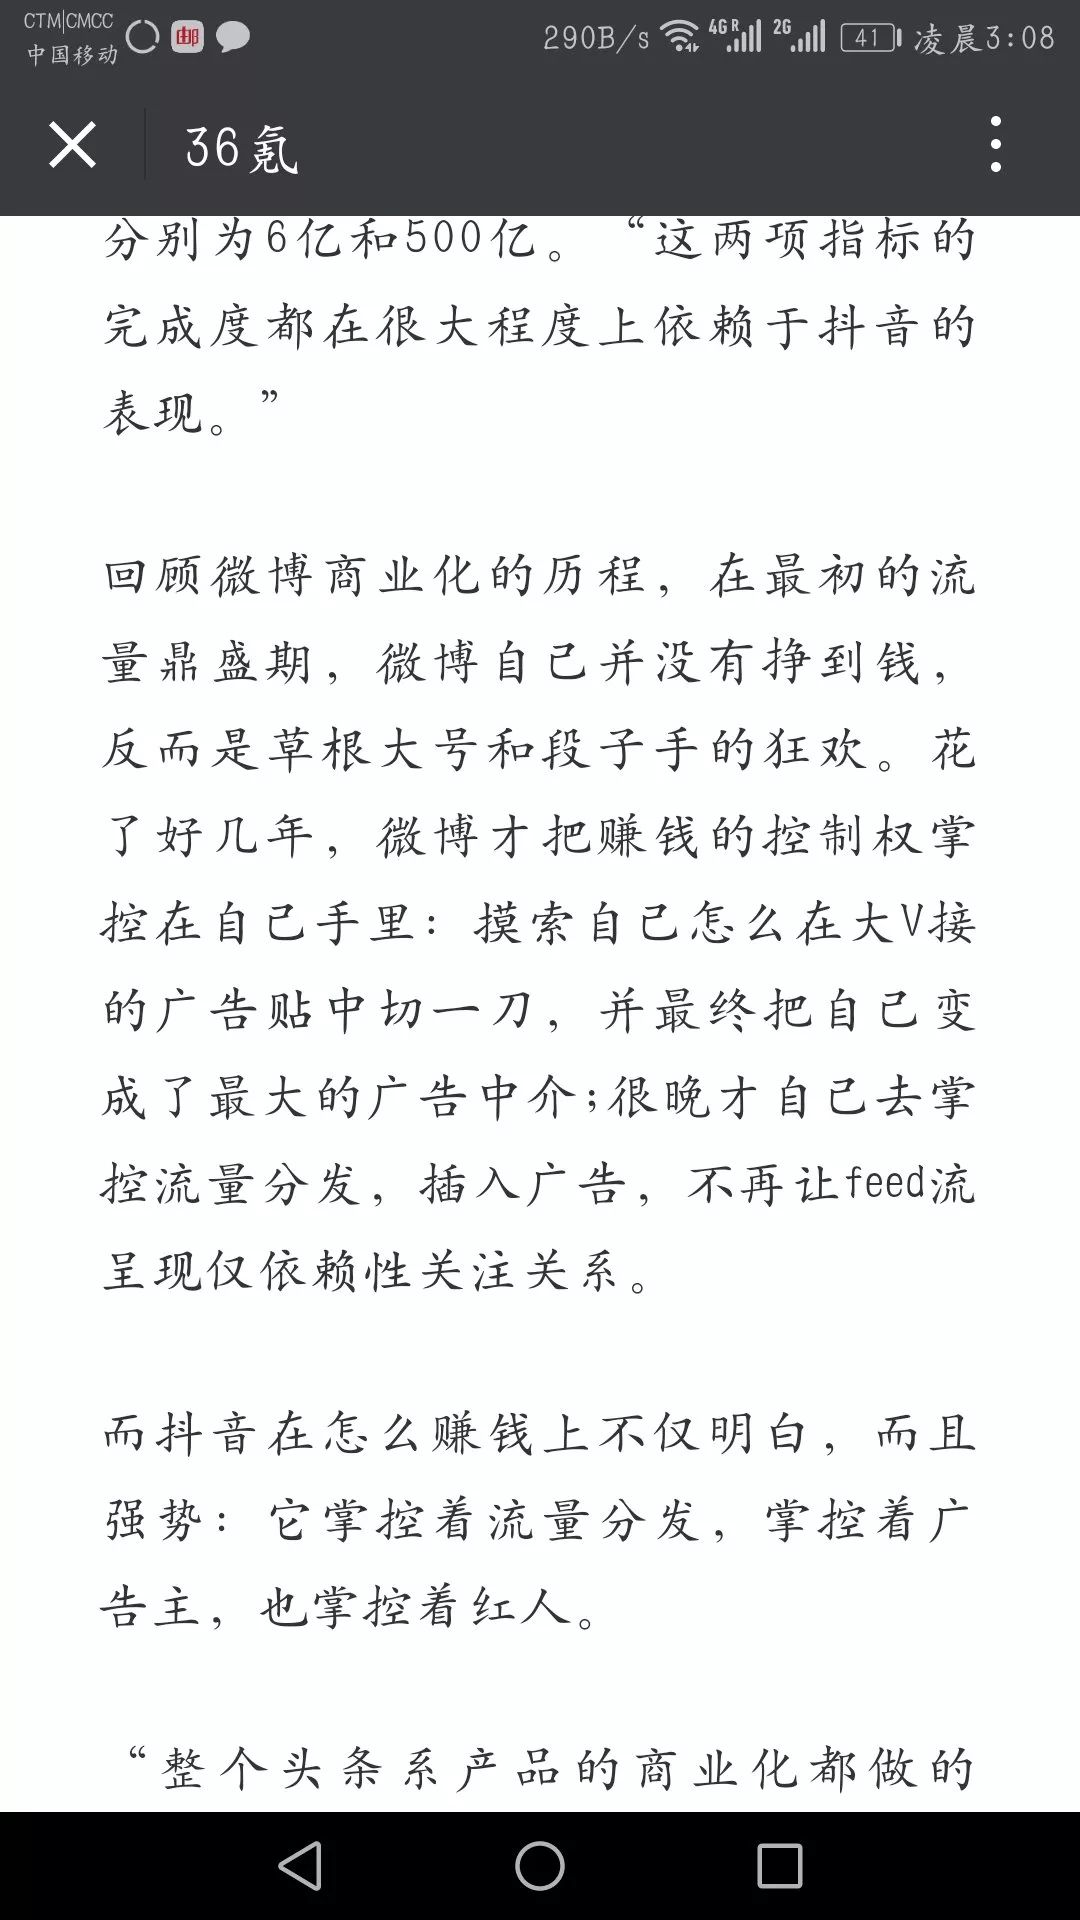 CTM|CMCC
中国移动
邮
290B/s 4G R 2G 41 凌晨3:08
36氪
分别为6亿和500亿。“这两项指标的
完成度都在很大程度上依赖于抖音的
表现。”
回顾微博商业化的历程，在最初的流
量鼎盛期，微博自己并没有挣到钱，
反而是草根大号和段子手的狂欢。花
了好几年，微博才把赚钱的控制权掌
控在自己手里：摸索自己怎么在大V接
的广告贴中切一刀，并最终把自己变
成了最大的广告中介;很晚才自己去掌
控流量分发，插入广告，不再让feed流
呈现仅依赖性关注关系。
而抖音在怎么赚钱上不仅明白，而且
强势：它掌控着流量分发，掌控着广
告主，也掌控着红人。
“整个头条系产品的商业化都做的